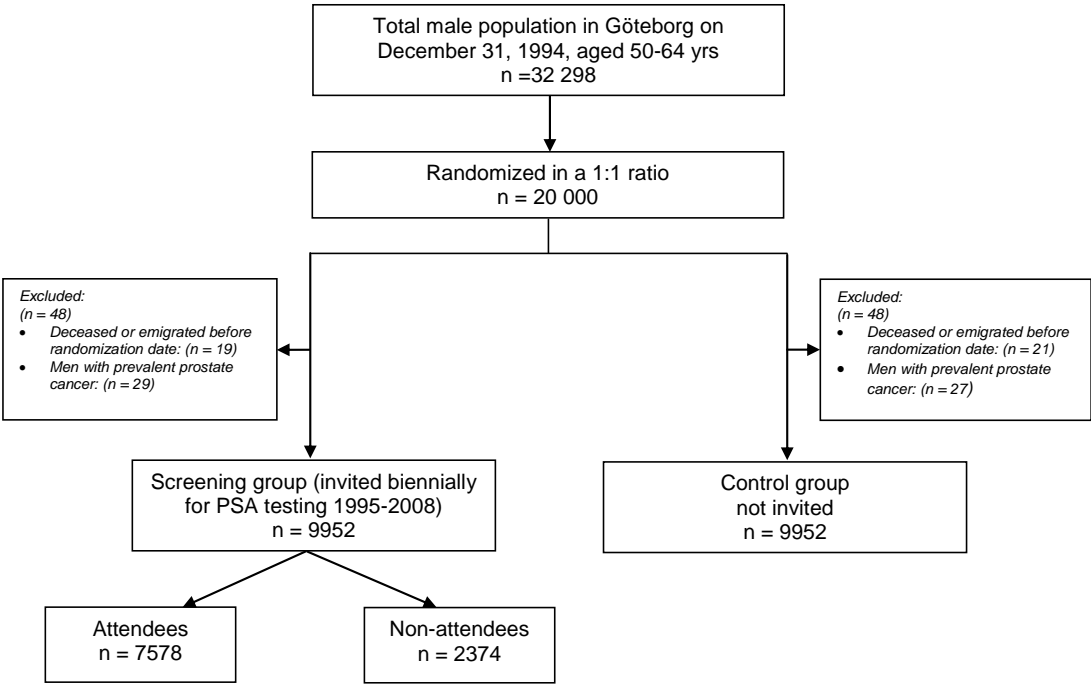 Total male population in Göteborg on
December 31, 1994, aged 50-64 yrs
n =32 298
Randomized in a 1:1 ratio
n = 20 000
Excluded:
(n = 48)
• Deceased or emigrated before
randomization date: (n = 19)
• Men with prevalent prostate
cancer: (n = 29)
Excluded:
(n = 48)
• Deceased or emigrated before
randomization date: (n = 21)
• Men with prevalent prostate
cancer: (n = 27)
Screening group (invited biennially
for PSA testing 1995-2008)
n = 9952
Control group
not invited
n = 9952
Attendees
n = 7578
Non-attendees
n = 2374